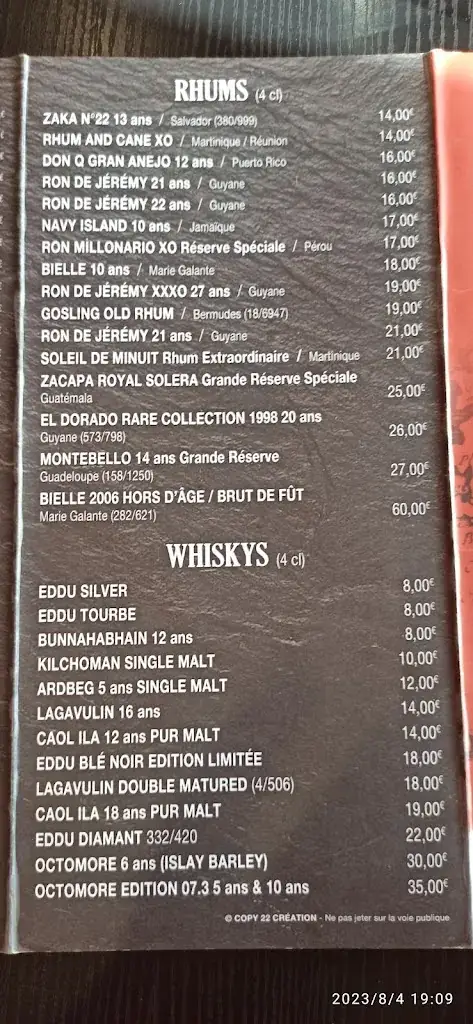 RHUMS (4 cl)
ZAKA N°22 13 ans / Salvador (380/999) 14,00€
RHUM AND CANE XO / Martinique / Réunion 14,00€
DON Q GRAN ANEJO 12 ans / Puerto Rico 16,00€
RON DE JÉRÉMY 21 ans / Guyane 16,00€
RON DE JÉRÉMY 22 ans / Guyane 16,00€
NAVY ISLAND 10 ans / Jamaïque 17,00€
RON MILLONARIO XO Réserve Spéciale / Pérou 17,00€
BIELLE 10 ans / Marie Galante 18,00€
RON DE JÉRÉMY XXXO 27 ans / Guyane 19,00€
GOSLING OLD RHUM / Bermudes (18/6947) 19,00€
RON DE JÉRÉMY 21 ans / Guyane 21,00€
SOLEIL DE MINUIT Rhum Extraordinaire / Martinique 21,00€
ZACAPA ROYAL SOLERA Grande Réserve Spéciale
Guatémala 25,00€
EL DORADO RARE COLLECTION 1998 20 ans
Guyane (573/798) 26,00€
MONTEBELLO 14 ans Grande Réserve
Guadeloupe (158/1250) 27,00€
BIELLE 2006 HORS D'ÂGE / BRUT DE FÛT
Marie Galante (282/621) 60,00€
WHISKYS (4 cl)
EDDU SILVER 8,00€
EDDU TOURBE 8,00€
BUNNAHABHAIN 12 ans 8,00€
KILCHOMAN SINGLE MALT 10,00€
ARDBEG 5 ans SINGLE MALT 12,00€
LAGAVULIN 16 ans 14,00€
CAOL ILA 12 ans PUR MALT 14,00€
EDDU BLÉ NOIR EDITION LIMITÉE 18,00€
LAGAVULIN DOUBLE MATURED (4/506) 18,00€
CAOL ILA 18 ans PUR MALT 19,00€
EDDU DIAMANT 332/420 22,00€
OCTOMORE 6 ans (ISLAY BARLEY) 30,00€
OCTOMORE EDITION 07.3 5 ans & 10 ans 35,00€
© COPY 22 CRÉATION - Ne pas jeter sur la voie publique
2023/8/4 19:09